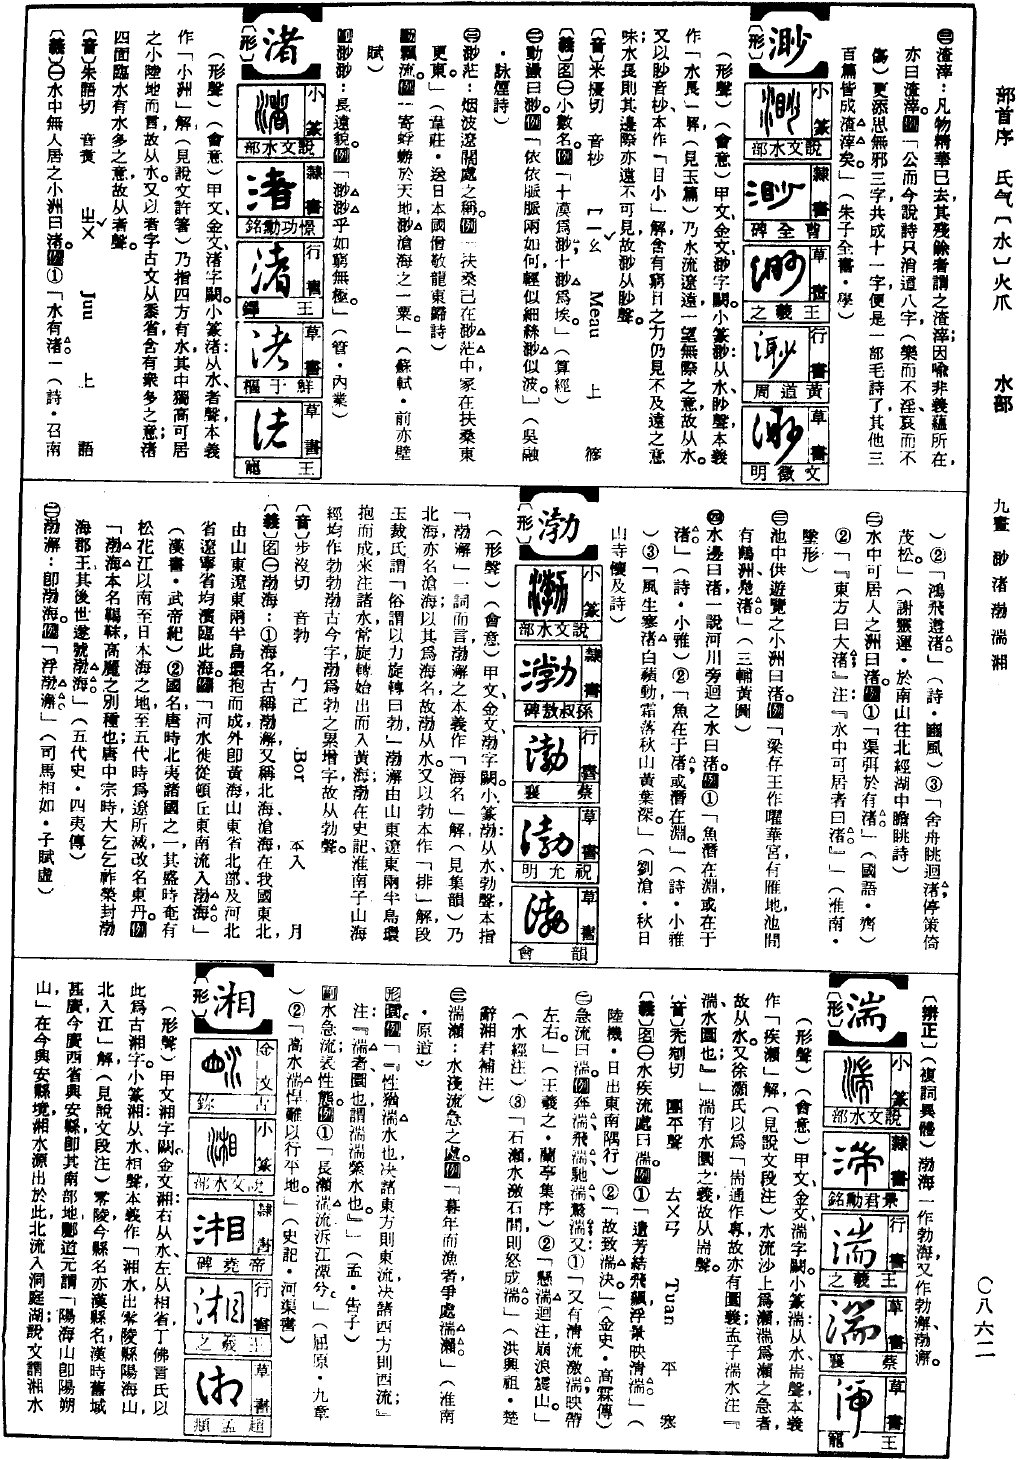 部首序 氏气〔水〕火爪 水部 九畫 渺渚渤湍湘 〇八六二
㊂渣滓：凡物精華已去其殘餘者謂之渣滓；因喻非義蘊所在，
亦曰渣滓。例「公而今說詩只消道八字（樂而不淫、哀而不
傷）更添思無邪三字共成十一字，便是一部毛詩了其他三
百篇皆成渣滓矣。」（朱子全書·學）
渺
〔形〕
小篆 說文水部
隸書 尊全碑
草書 王羲之
行書 黃道周
草書 文徵明
（形聲）（會意）甲文、金文渺字闕。小篆渺：从水、眇聲，本義
作「水長」解（見玉篇）乃水流遼遠一望無際之意故从水。
又以眇音杪本作「目小」解，含有窮目之力仍見不及遠之意
味，水長則其邊際亦遠不可見故渺从眇聲。
〔音〕米擾切 音杪 ㄇㄧㄠˇ Meau 上 篠
〔義〕名㊀小數名。例「十漠為渺，十渺為埃。」（算經）
㊁動盪曰渺。例「依依脈脈兩如何，輕似細絲渺似波。」（吳融
·詠煙詩）
㊂渺茫：烟波遼闊處之稱。例「扶桑已在渺茫中，家在扶桑東
更東。」（韋莊·送日本國僧敬龍東歸詩）
飄流。例「寄蜉蝣於天地，渺滄海之一粟。」（蘇軾·前赤壁
賦）
渺渺：長遠貌。例「渺渺乎如窮無極。」（管·內業）
渚
〔形〕
小篆 說文水部
隸書 憬功勳銘
行書 王鐸
草書 鮮于樞
草書 王寵
（形聲）（會意）甲文、金文渚字闕。小篆渚：从水、者聲，本義
作「小洲」解（見說文許箸）乃指四方有水，其中獨高可居
之小陸地而言，故从水。又以者字古文从黍省，含有眾多之意；渚
四面臨水有水多之意，故从者聲。
〔音〕朱語切 音煑 ㄓㄨˇ Juu 上 語
〔義〕㊀水中無人居之小洲曰渚。例①「水有渚」（詩·召南
）②「鴻飛遵渚。」（詩·豳風）③「舍舟眺迴渚，停策倚
茂松。」（謝靈運·於南山往北經湖中瞻眺詩）
㊁水中可居人之洲曰渚。例①「渠弭於有渚。」（國語·齊）
②「『東方曰大渚』注：『水中可居者曰渚』」（淮南·
墬形）
㊂池中供遊覽之小洲曰渚。例「梁孝王作曜華宮有雁池，池間
有鶴洲鳧渚。」（三輔黃圖）
㊃水邊曰渚，一說河川旁迴之水曰渚。例①「魚潛在淵，或在于
渚。」（詩·小雅）②「魚在于渚，或潛在淵。」（詩·小雅
）③「風生寒渚白蘋動，霜落秋山黃葉深。」（劉滄·秋日
山寺懷友詩）
渤
〔形〕
小篆 說文水部
隸書 孫叔敖碑
行書 蔡襄
草書 祝允明
草書 韻會
（形聲）（會意）甲文、金文渤字闕。小篆渤：从水、勃聲，本指
「渤澥」一詞而言，渤澥之本義作「海名」解（見集韻）乃
北海，亦名滄海，以其為海名故渤从水。又以勃本作「排」解，段
玉裁氏謂「俗謂以力旋轉曰勃」渤澥由山東遼東兩半島環
抱而成，來注諸水常旋轉始出而入黃海；渤在史記淮南子山海
經均作勃，勃渤古今字，渤為勃之累增字，故从勃聲。
〔音〕步沒切 音勃 ㄅㄛ Bor 本入 月
〔義〕名㊀渤海：①海名，古稱渤澥，又稱北海、滄海，在我國東北，
由山東遼東兩半島環抱而成，外即黃海，山東省北部及河北
省遼寧省均濱臨此海。例「河水徙從頓丘東南流入渤海」
（漢書·武帝紀）②國名，唐時北夷諸國之一，其盛時奄有
松花江以南至日本海之地，至五代時為遼所滅，改名東丹。例
「渤海本名靺鞨，高麗之別種也；唐中宗時大乞乞祚榮封渤
海郡王，其後世遂號渤海。」（五代史·四夷傳）
㊁渤澥：即渤海。例「浮渤澥」（司馬相如·子虛賦）
〔辨正〕（複詞異體）渤海一作勃海，又作勃澥、渤澥。
湍
〔形〕
小篆 說文水部
隸書 景君勳銘
行書 王羲之
草書 蔡襄
草書 王寵
（形聲）（會意）甲文、金文湍字闕。小篆湍：从水、耑聲，本義
作「疾瀨」解（見說文段注）水流沙上為瀨，湍為瀨之急者，
故从水。又徐灝氏以為「耑通作專，故亦有圓義，孟子湍水注『
湍水圜也』」湍有水圜之義，故从耑聲。
〔音〕禿剜切 團平聲 ㄊㄨㄢ Tuan 平 寒
〔義〕名㊀水疾流處曰湍。例①「遺芳結飛飆，浮景映清湍」（
陸機·日出東南隅行）②「故致湍決。」（金史·高霖傳）
㊁急流曰湍。例奔湍、飛湍、馳湍、驚湍又：①「又有清流激湍，映帶
左右。」（王羲之·蘭亭集序）②「懸湍迴注，崩浪震山。」
（水經注）③「石瀨，水激石間則怒成湍。」（洪興祖·楚
辭湘君補注）
㊂湍瀨：水淺流急之處。例「暮年而漁者爭處湍瀨」（淮南
·原道）
形圜。例「『性猶湍水也，決諸東方則東流，決諸西方則西流』
注：『湍者圜也，謂湍湍縈水也』」（孟·告子）
副水急流表性態。例①「長瀨湍流，泝江潭兮。」（屈原·九章
）②「高水湍悍，難以行平地。」（史記·河渠書）
湘
〔形〕
金文 古鉨
小篆 說文水部
隸書 帝堯碑
行書 王羲之
草書 趙孟頫
（形聲）甲文湘字闕。金文湘：右从水、左从相省，丁佛言氏以
此為古湘字。小篆湘：从水、相聲，本義作「湘水出零陵縣陽海山，
北入江」解（見說文段注）零陵今縣名亦漢縣名，漢時舊城
甚廣，今廣西省興安縣即其南部地，酈道元謂「陽海山即陽朔
山」在今興安縣境，湘水源出於此，北流入洞庭湖，說文謂湘水